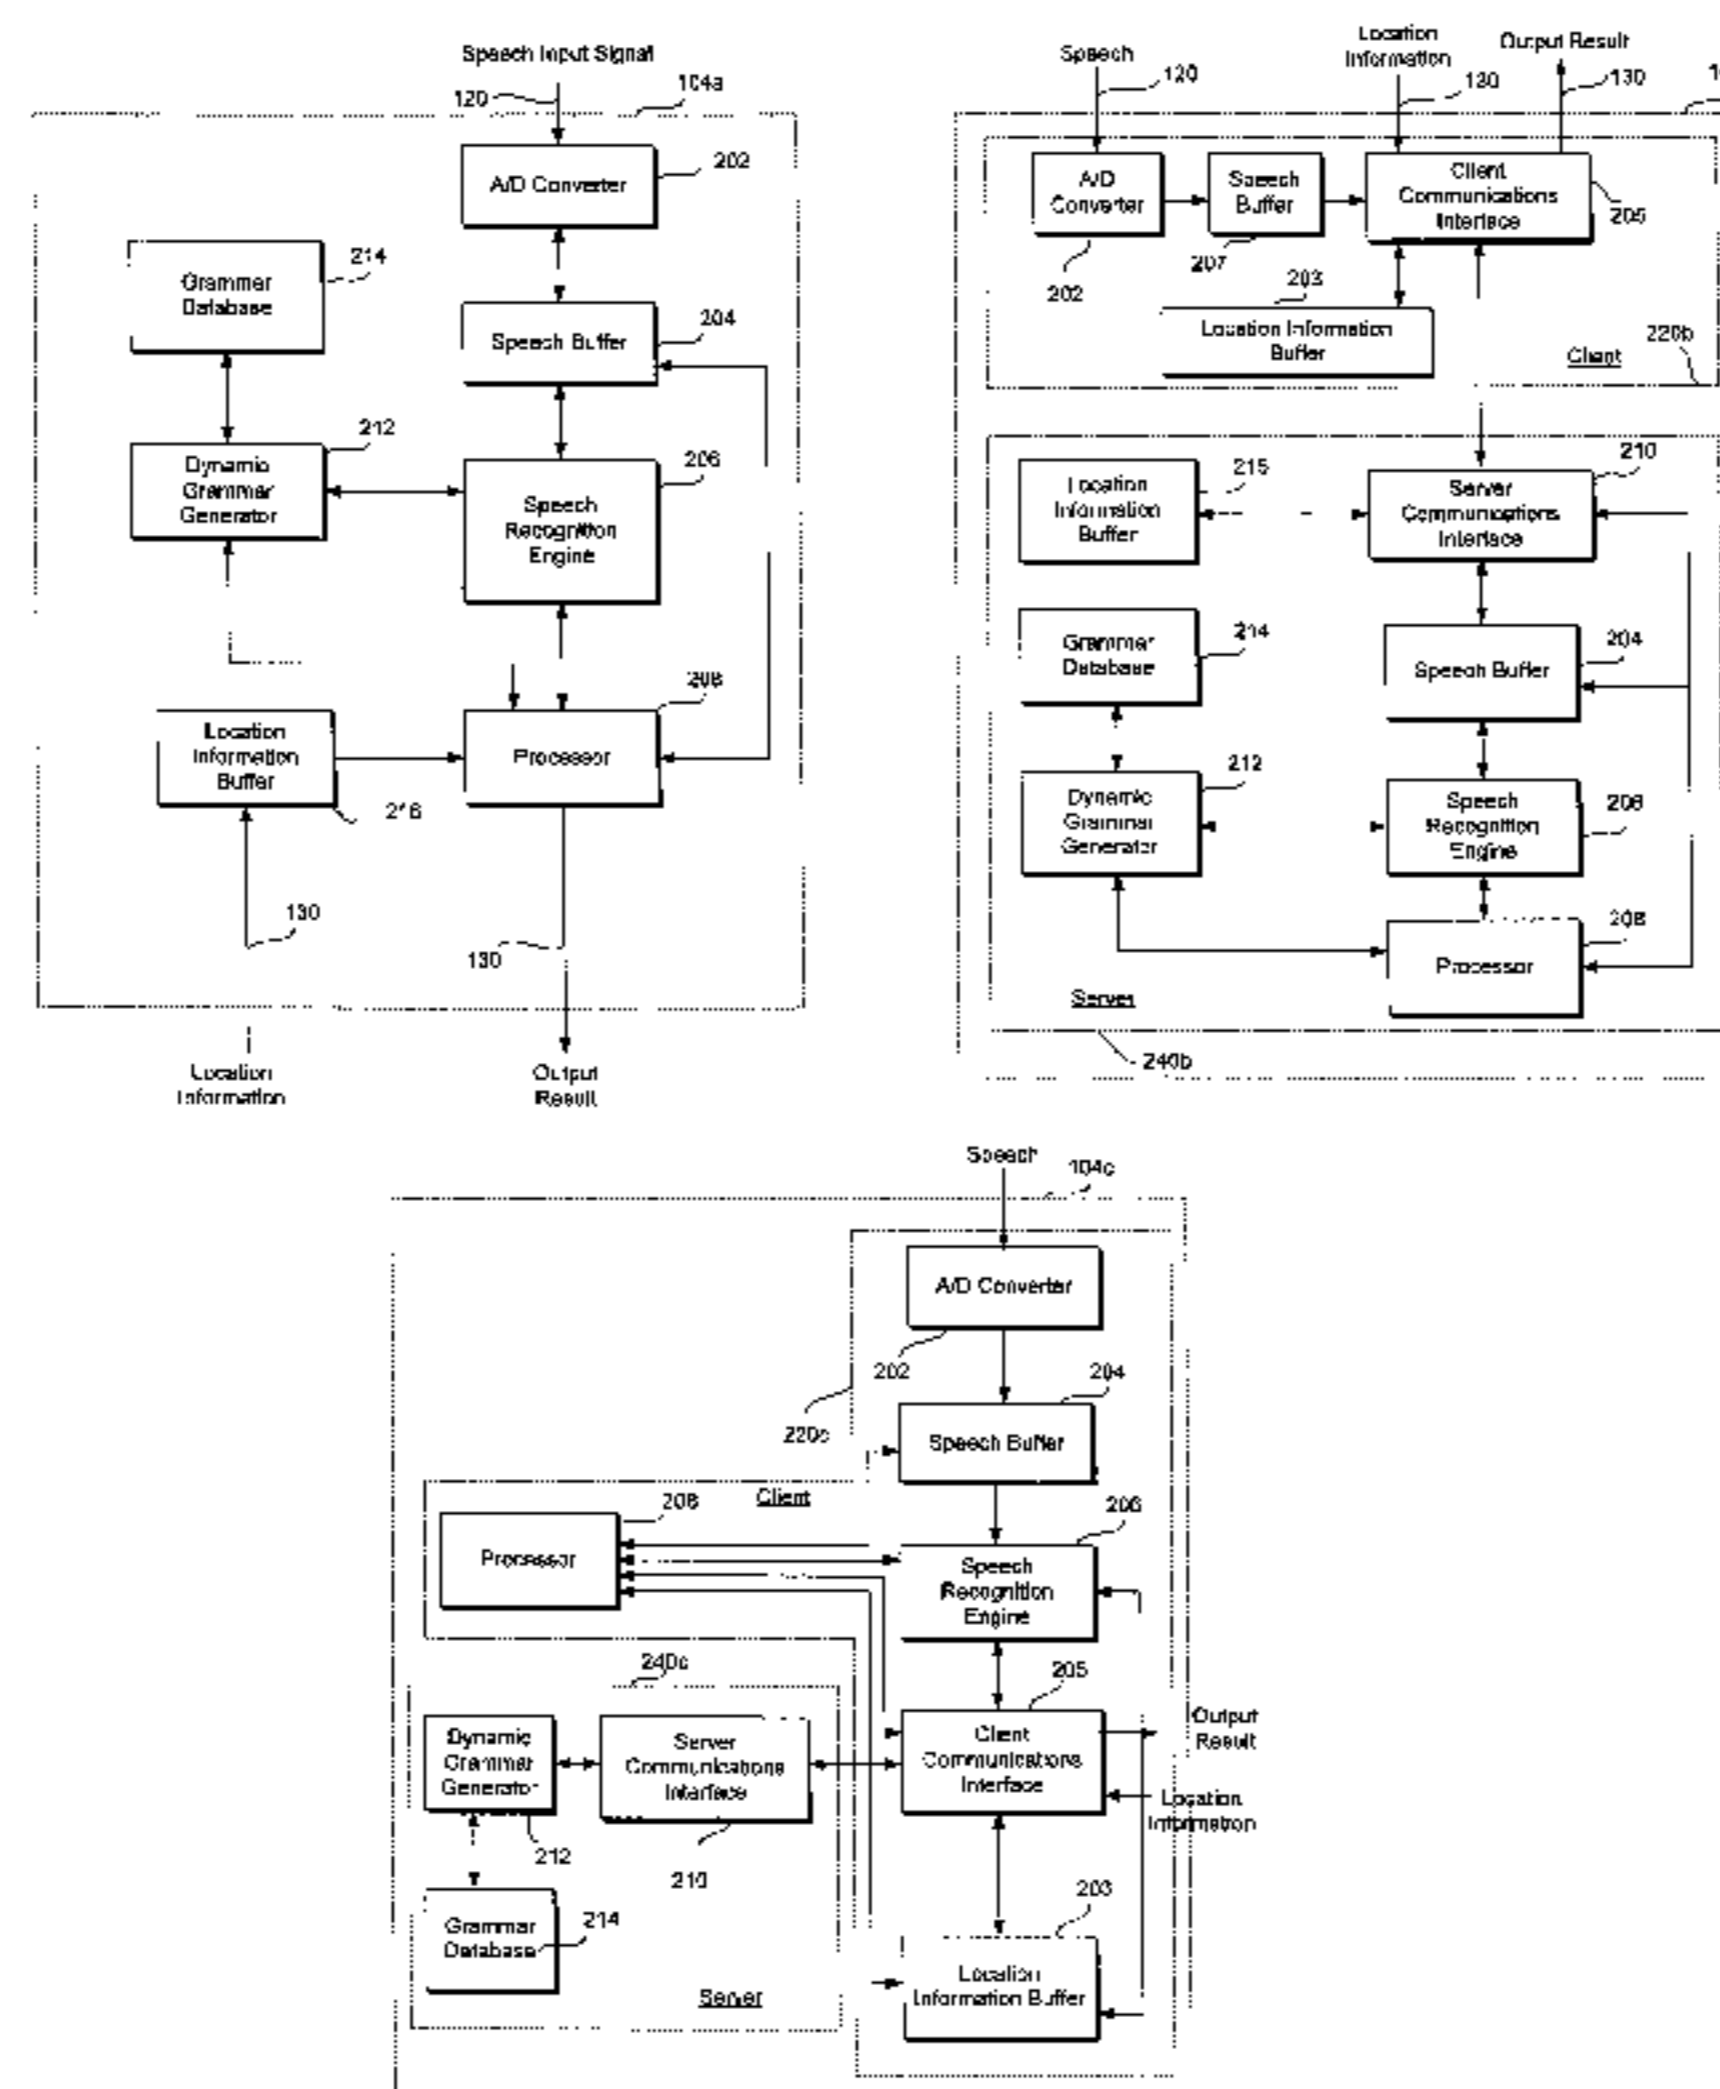 Speech Input Signal
120
104a
A/D Converter
202
Grammer
Database
214
Speech Buffer
204
Dynamic
Grammer
Generator
212
Speech
Recognition
Engine
206
Location
Information
Buffer
216
Processor
208
130
130
Location
Information
Output
Result
Speech
120
Location
Information
130
Output Result
130
A/D
Converter
202
Speech
Buffer
207
Client
Communications
Interface
205
203
Location Information
Buffer
Client
220b
Location
Information
Buffer
215
Server
Communications
Interface
210
Grammer
Database
214
Speech Buffer
204
Dynamic
Grammar
Generator
212
Speech
Recognition
Engine
206
Processor
208
Server
240b
Speech
104c
A/D Converter
202
220c
Speech Buffer
204
Client
Processor
208
Speech
Recognition
Engine
206
240c
Dynamic
Grammer
Generator
212
Server
Communications
Interface
210
Client
Communications
Interface
205
Output
Result
Location
Information
Grammar
Database
214
Server
203
Location
Information Buffer